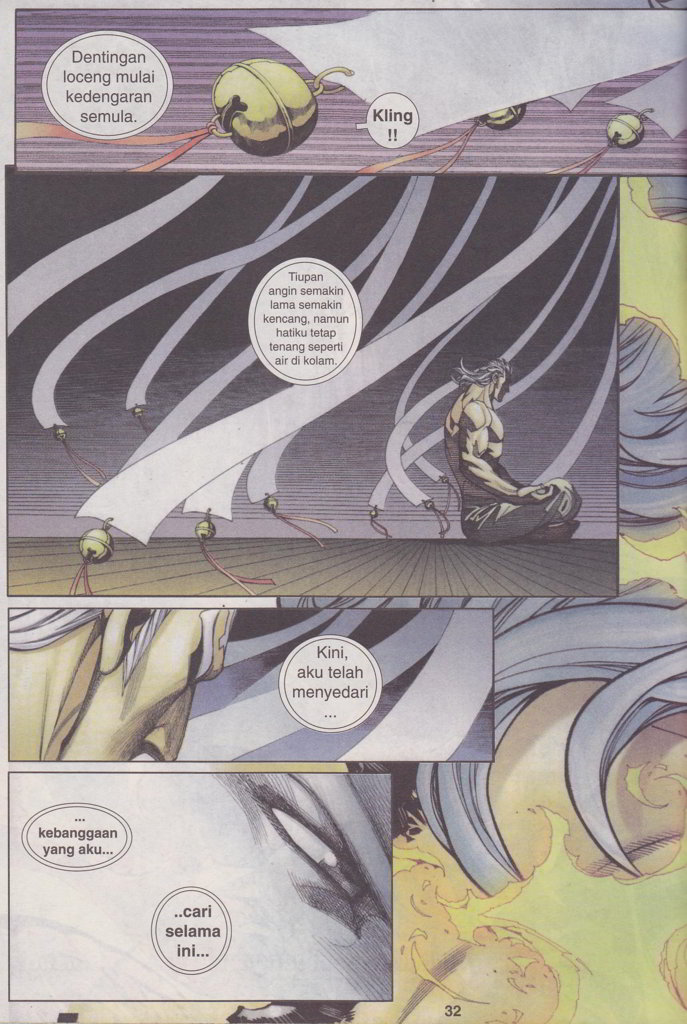 Dentingan
loceng mulai
kedengaran
semula.
Kling
!!
Tiupan
angin semakin
lama semakin
kencang, namun
hatiku tetap
tenang seperti
air di kolam.
Kini,
aku telah
menyedari
...
...
kebanggaan
yang aku...
..cari
selama
ini...
32